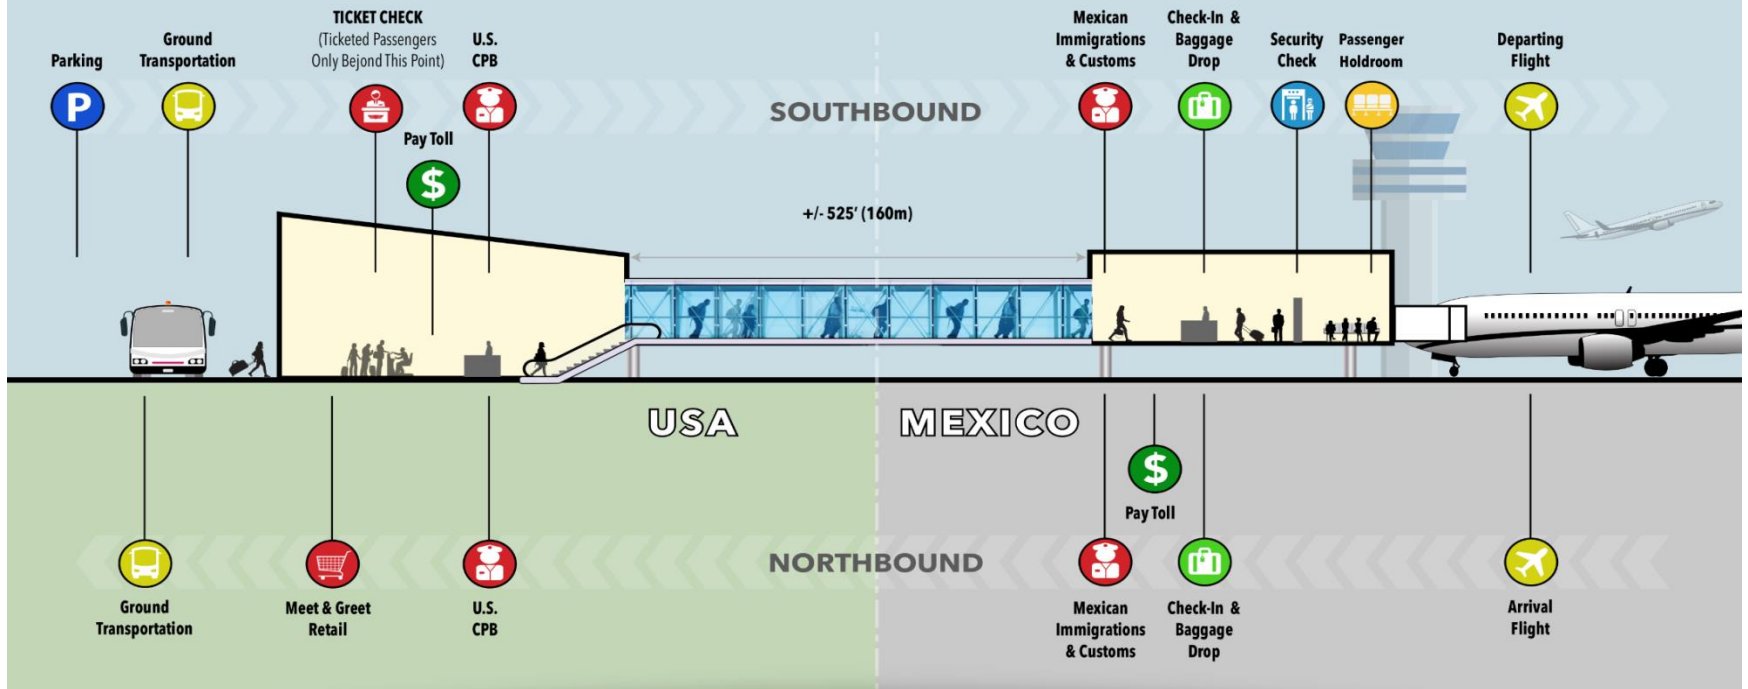 Parking
Ground
Transportation
TICKET CHECK
(Ticketed Passengers
Only Bejond This Point)
U.S.
CPB
Mexican
Immigrations
& Customs
Check-In &
Baggage
Drop
Security
Check
Passenger
Holdroom
Departing
Flight
P
SOUTHBOUND
Pay Toll
$
+/- 525' (160m)
USA
MEXICO
$
Pay Toll
NORTHBOUND
Ground
Transportation
Meet & Greet
Retail
U.S.
CPB
Mexican
Immigrations
& Customs
Check-In &
Baggage
Drop
Arrival
Flight